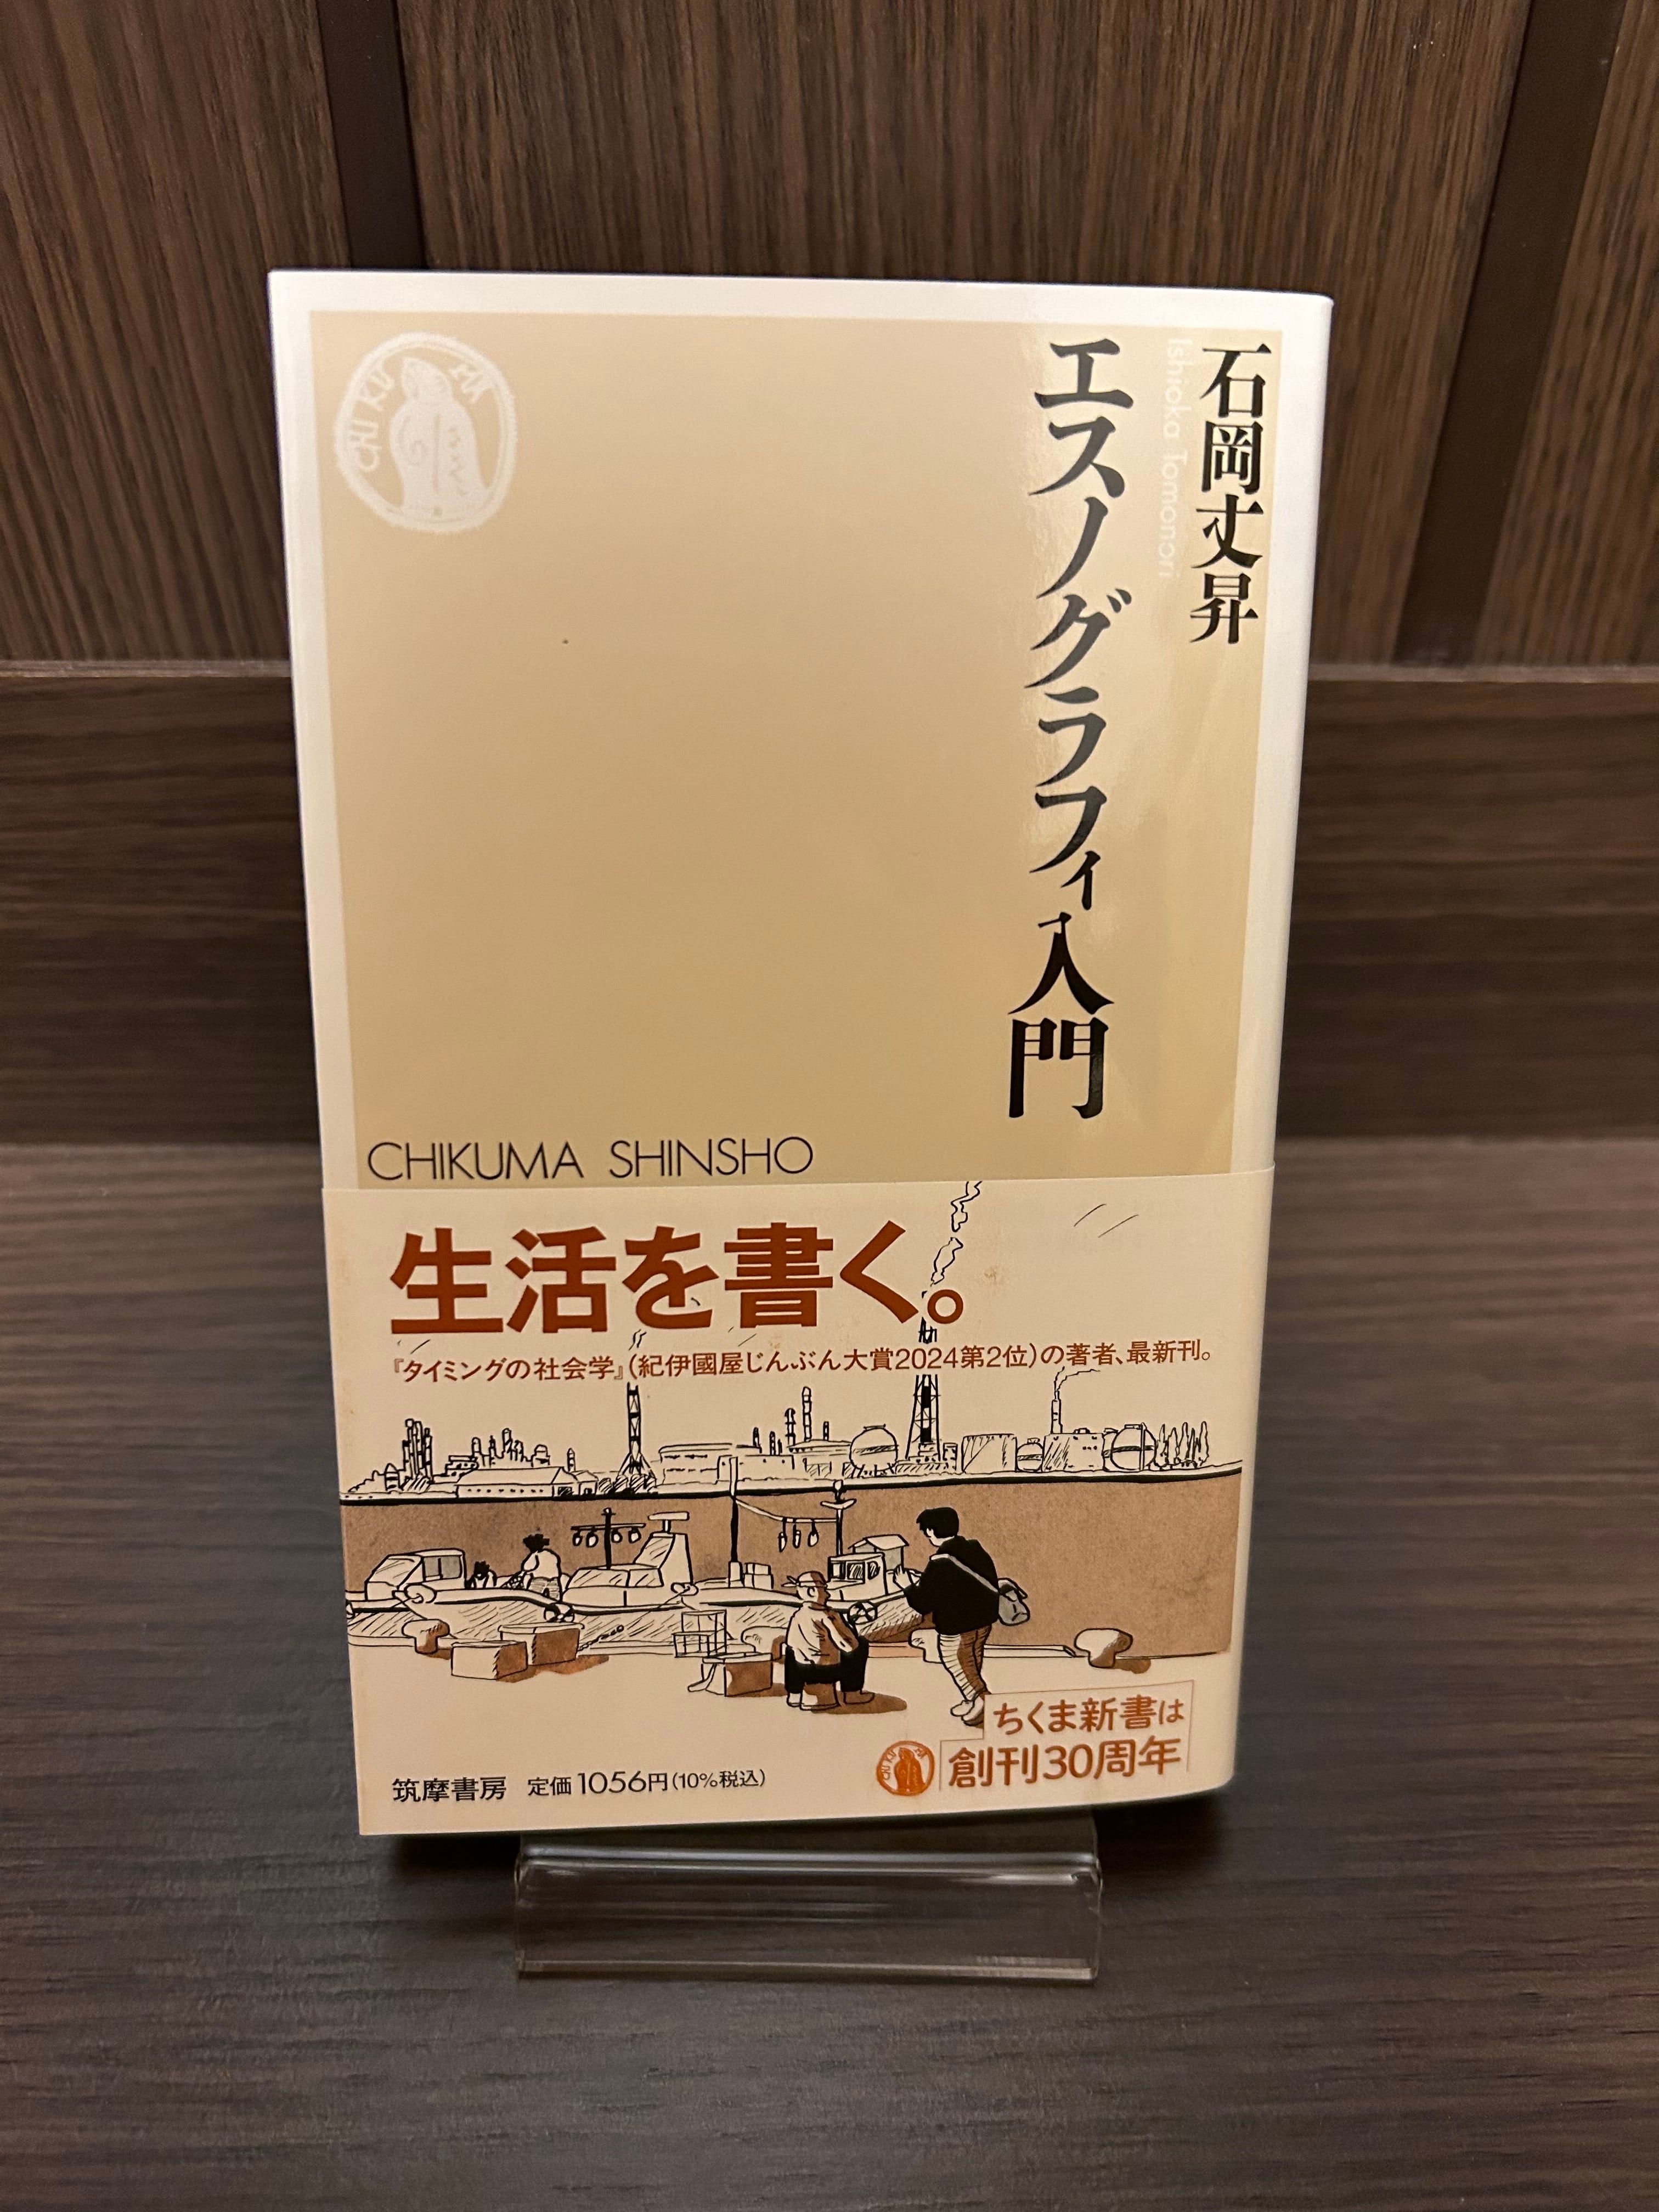 石岡丈昇
Ishioka Tomonori
エスノグラフィ入門
CHIKUMA
CHIKUMA SHINSHO
生活を書く。
『タイミングの社会学』(紀伊國屋じんぶん大賞2024第2位)の著者、最新刊。
ちくま新書は
創刊30周年
CHIKUMA
筑摩書房 定価1056円(10%税込)